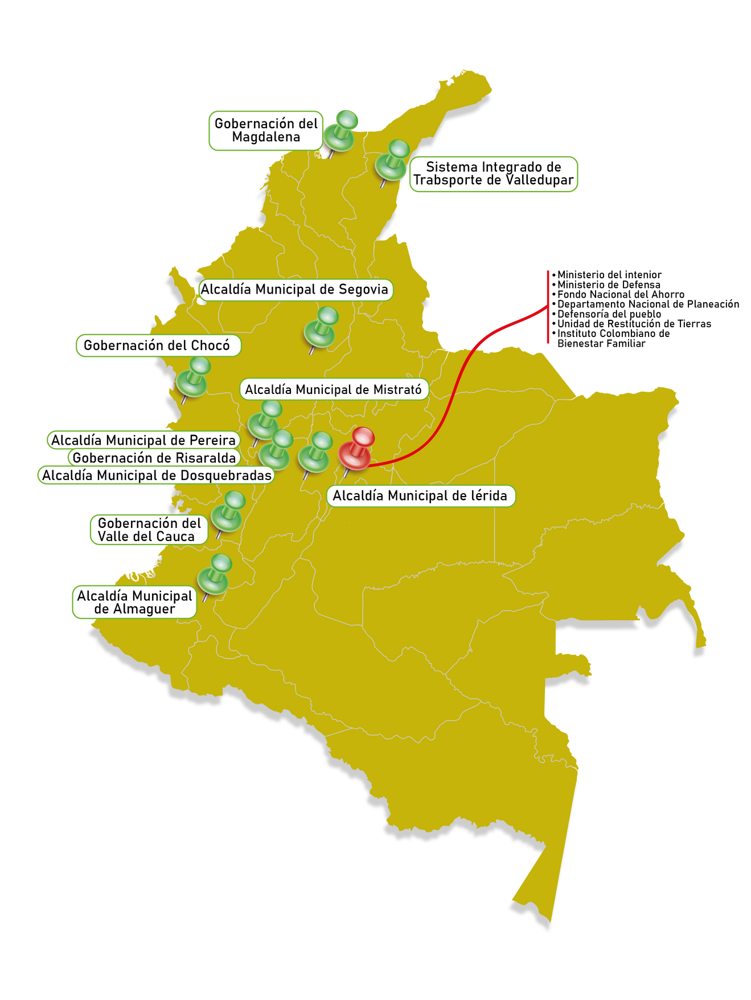 Gobernación del
Magdalena
Sistema Integrado de
Trabsporte de Valledupar
• Ministerio del intenior
• Ministerio de Defensa
• Fondo Nacional del Ahorro
• Departamento Nacional de Planeación
• Defensoría del pueblo
• Unidad de Restitución de Tierras
• Instituto Colombiano de
Bienestar Familiar
Alcaldía Municipal de Segovia
Gobernación del Chocó
Alcaldía Municipal de Mistrató
Alcaldía Municipal de Pereira
Gobernación de Risaralda
Alcaldía Municipal de Dosquebradas
Alcaldía Municipal de lérida
Gobernación del
Valle del Cauca
Alcaldía Municipal
de Almaguer